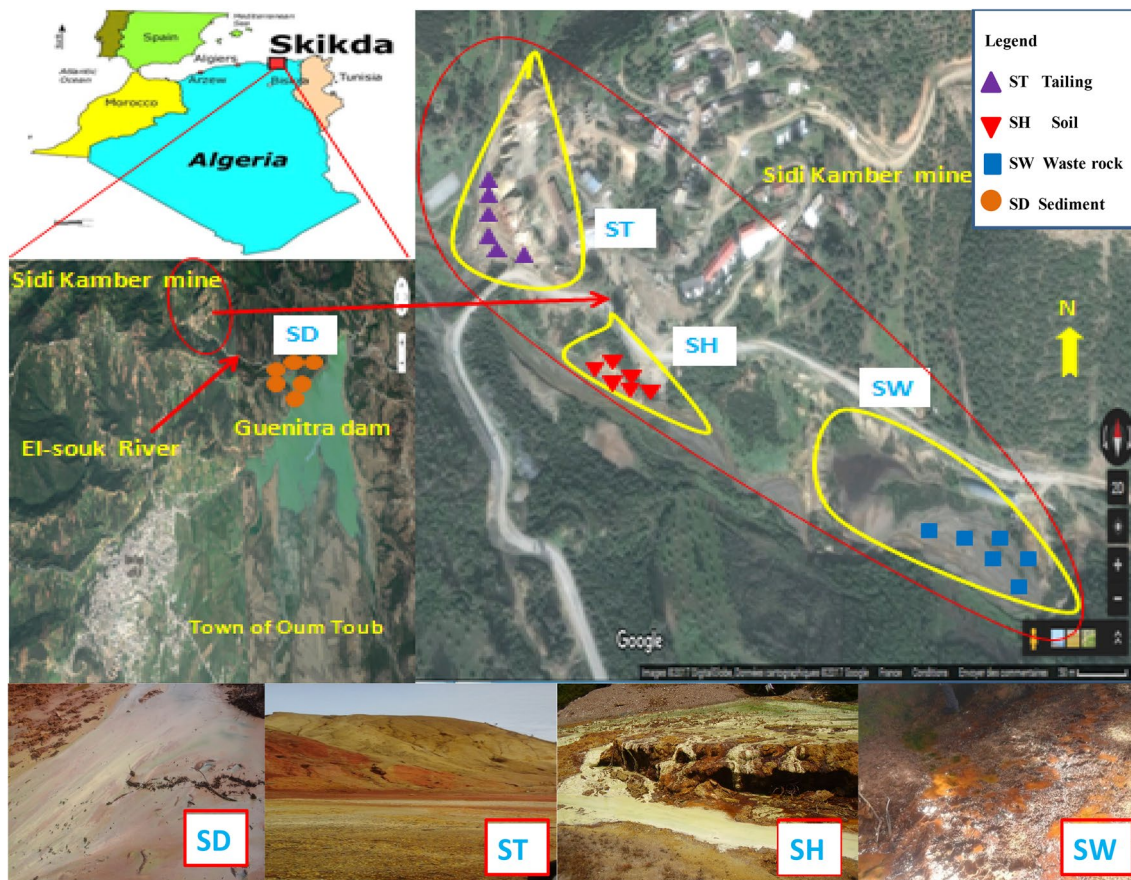 Mediterranean
Sea
Spain
Skikda
Algiers
Atlantic
Ocean
Arzew
Biskra
Tunisia
Morocco
Algeria
Legend
ST Tailing
SH Soil
SW Waste rock
SD Sediment
Sidi Kamber mine
ST
SH
SW
N
2D
Google
Sidi Kamber mine
SD
Guenitra dam
El-souk River
Town of Oum Toub
SD
ST
SH
SW